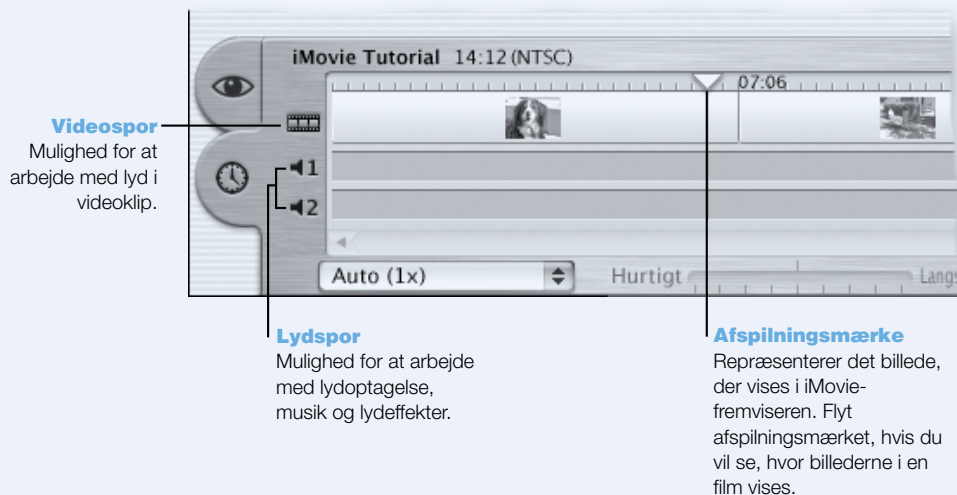 iMovie Tutorial 14:12 (NTSC)
07:06
Videospor
Mulighed for at
arbejde med lyd i
videoklip.
1
2
Auto (1x)
Hurtigt
Lydspor
Mulighed for at arbejde
med lydoptagelse,
musik og lydeffekter.
Afspilningsmærke
Repræsenterer det billede,
der vises i iMovie-
fremviseren. Flyt
afspilningsmærket, hvis du
vil se, hvor billederne i en
film vises.